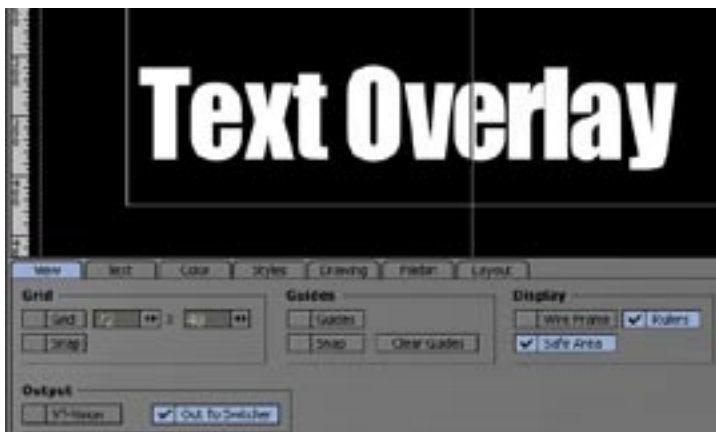 Text Overlay
View Text Color Styles Drawing Layout
Grid Guides Display
Grid Guides Wire Frame Rulers
Snap Snap Clear Guides Safe Area
Output
Out To Switcher